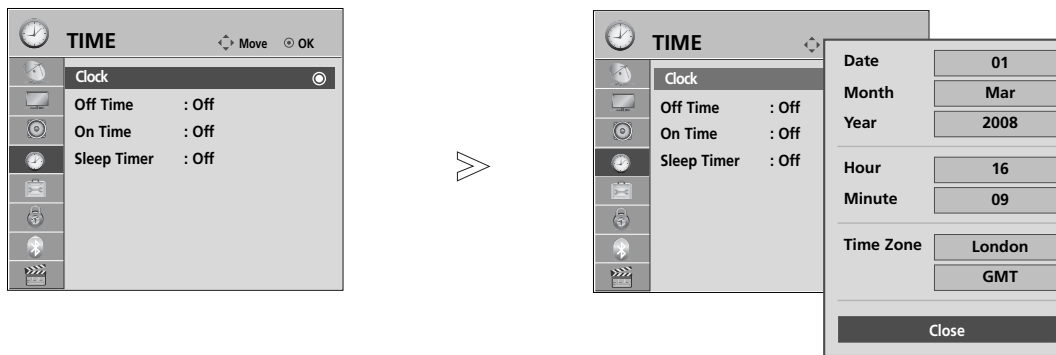 TIME Move OK
Clock
Off Time : Off
On Time : Off
Sleep Timer : Off
TIME
Clock
Off Time : Off
On Time : Off
Sleep Timer : Off
Date 01
Month Mar
Year 2008
Hour 16
Minute 09
Time Zone London
GMT
Close